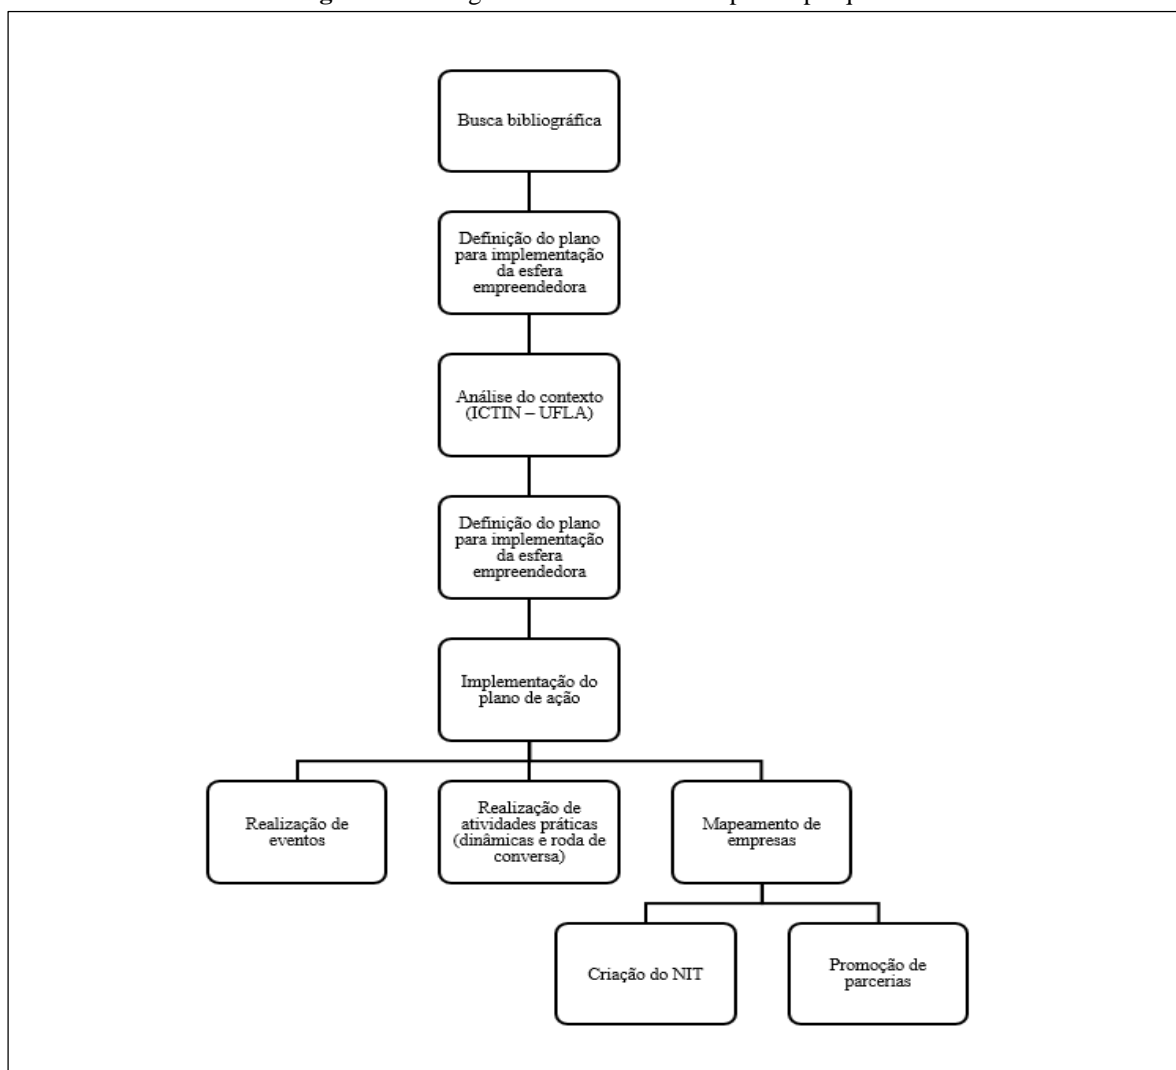 Busca bibliográfica
Definição do plano
para implementação
da esfera
empreendedora
Análise do contexto
(ICTIN – UFLA)
Definição do plano
para implementação
da esfera
empreendedora
Implementação do
plano de ação
Realização de
eventos
Realização de
atividades práticas
(dinâmicas e roda de
conversa)
Mapeamento de
empresas
Criação do NIT
Promoção de
parcerias